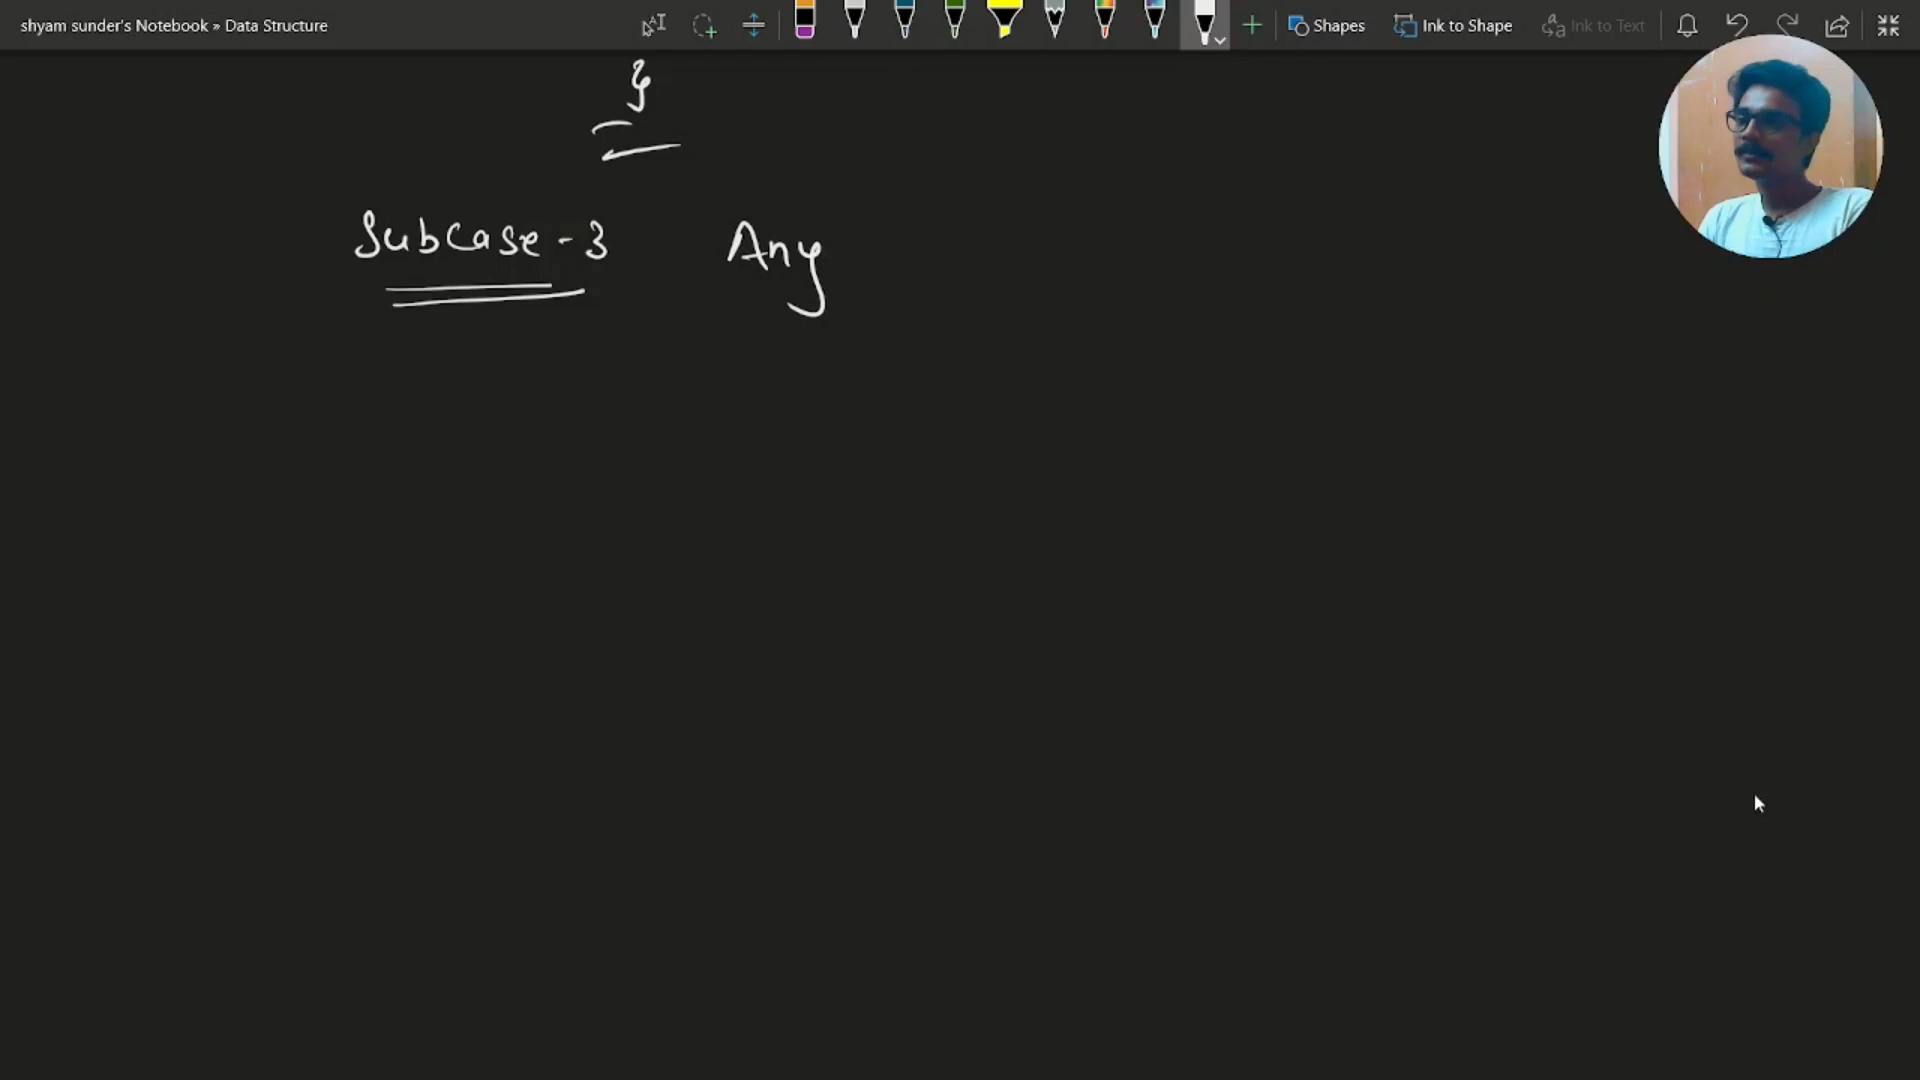 shyam sunder's Notebook » Data Structure
Shapes
Ink to Shape
Ink to Text
}
Subcase - 3 Any